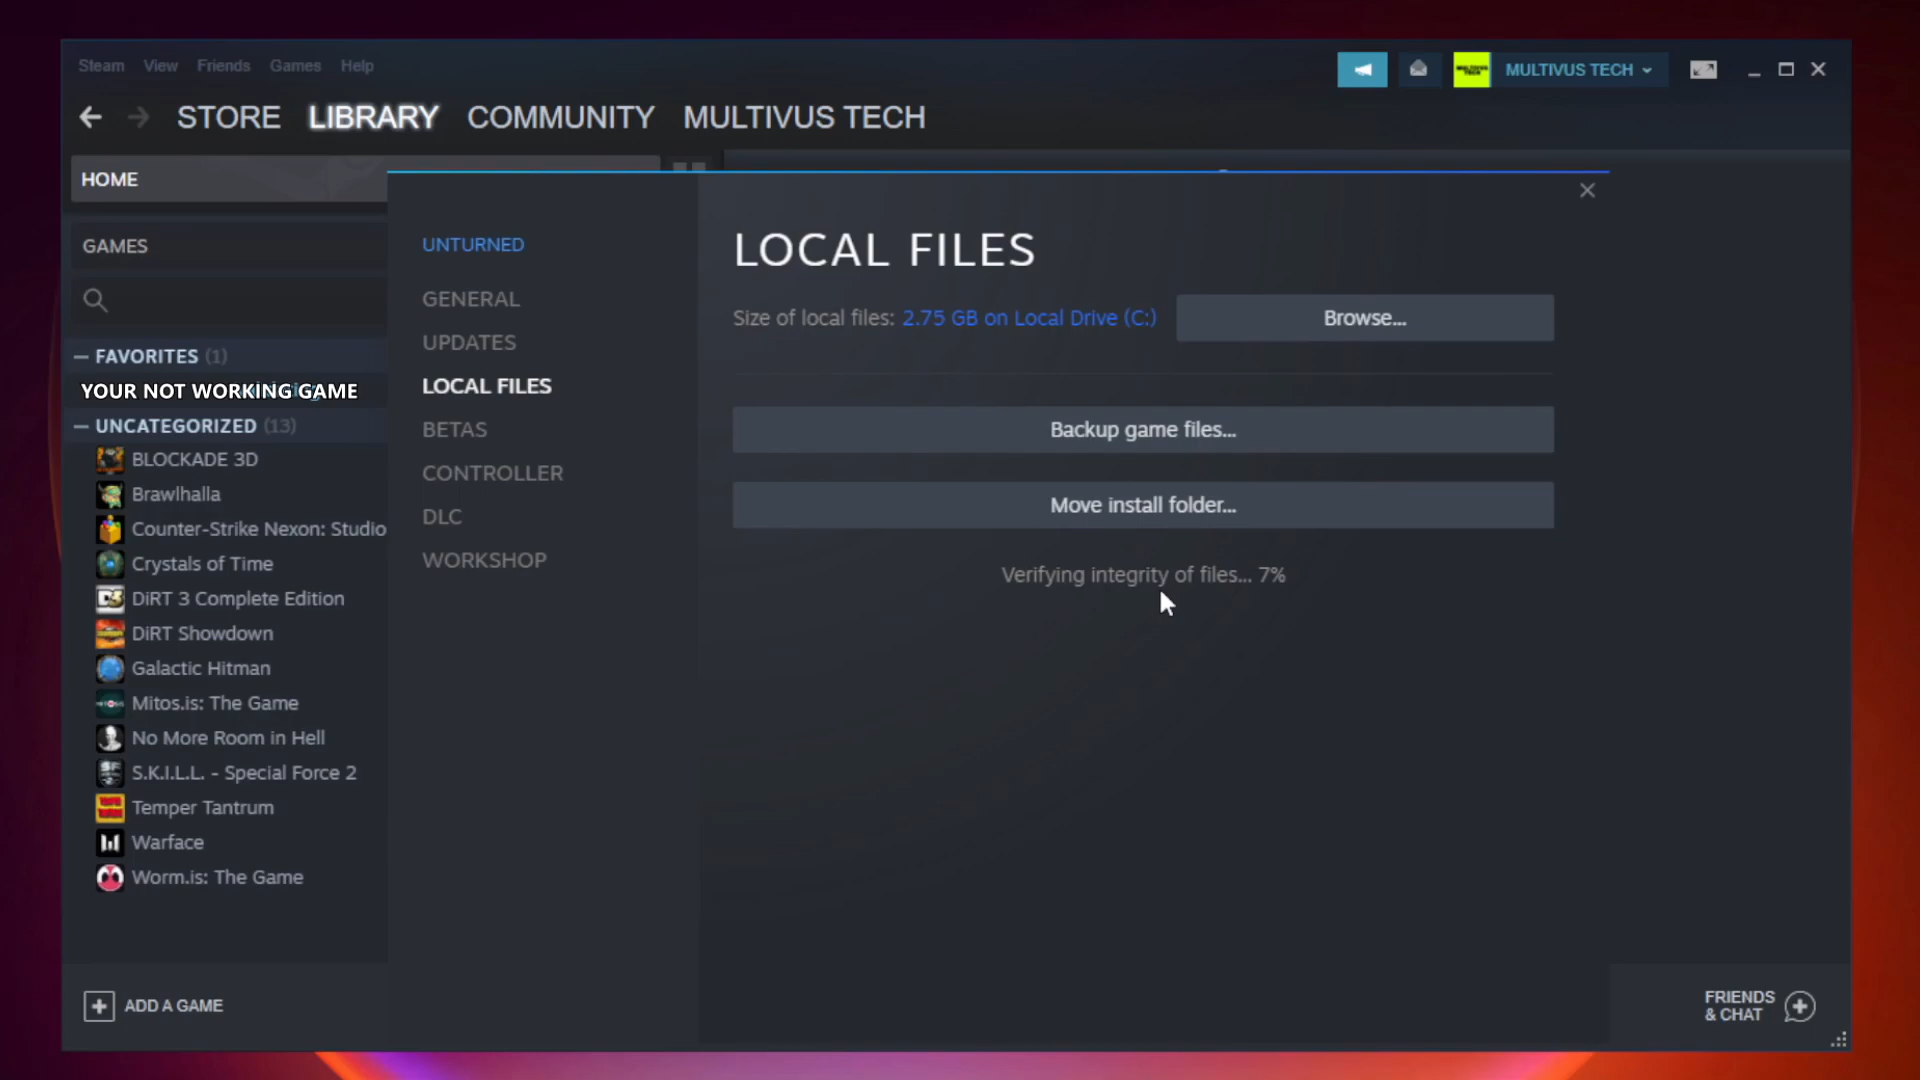 Steam View Friends Games Help
MULTIVUS TECH
STORE LIBRARY COMMUNITY MULTIVUS TECH
HOME
GAMES
— FAVORITES (1)
YOUR NOT WORKING GAME
— UNCATEGORIZED (13)
BLOCKADE 3D
Brawlhalla
Counter-Strike Nexon: Studio
Crystals of Time
DiRT 3 Complete Edition
DiRT Showdown
Galactic Hitman
Mitos.is: The Game
No More Room in Hell
S.K.I.L.L. - Special Force 2
Temper Tantrum
Warface
Worm.is: The Game
ADD A GAME
UNTURNED
GENERAL
UPDATES
LOCAL FILES
BETAS
CONTROLLER
DLC
WORKSHOP
LOCAL FILES
Size of local files: 2.75 GB on Local Drive (C:)
Browse...
Backup game files...
Move install folder...
Verifying integrity of files... 7%
FRIENDS
& CHAT